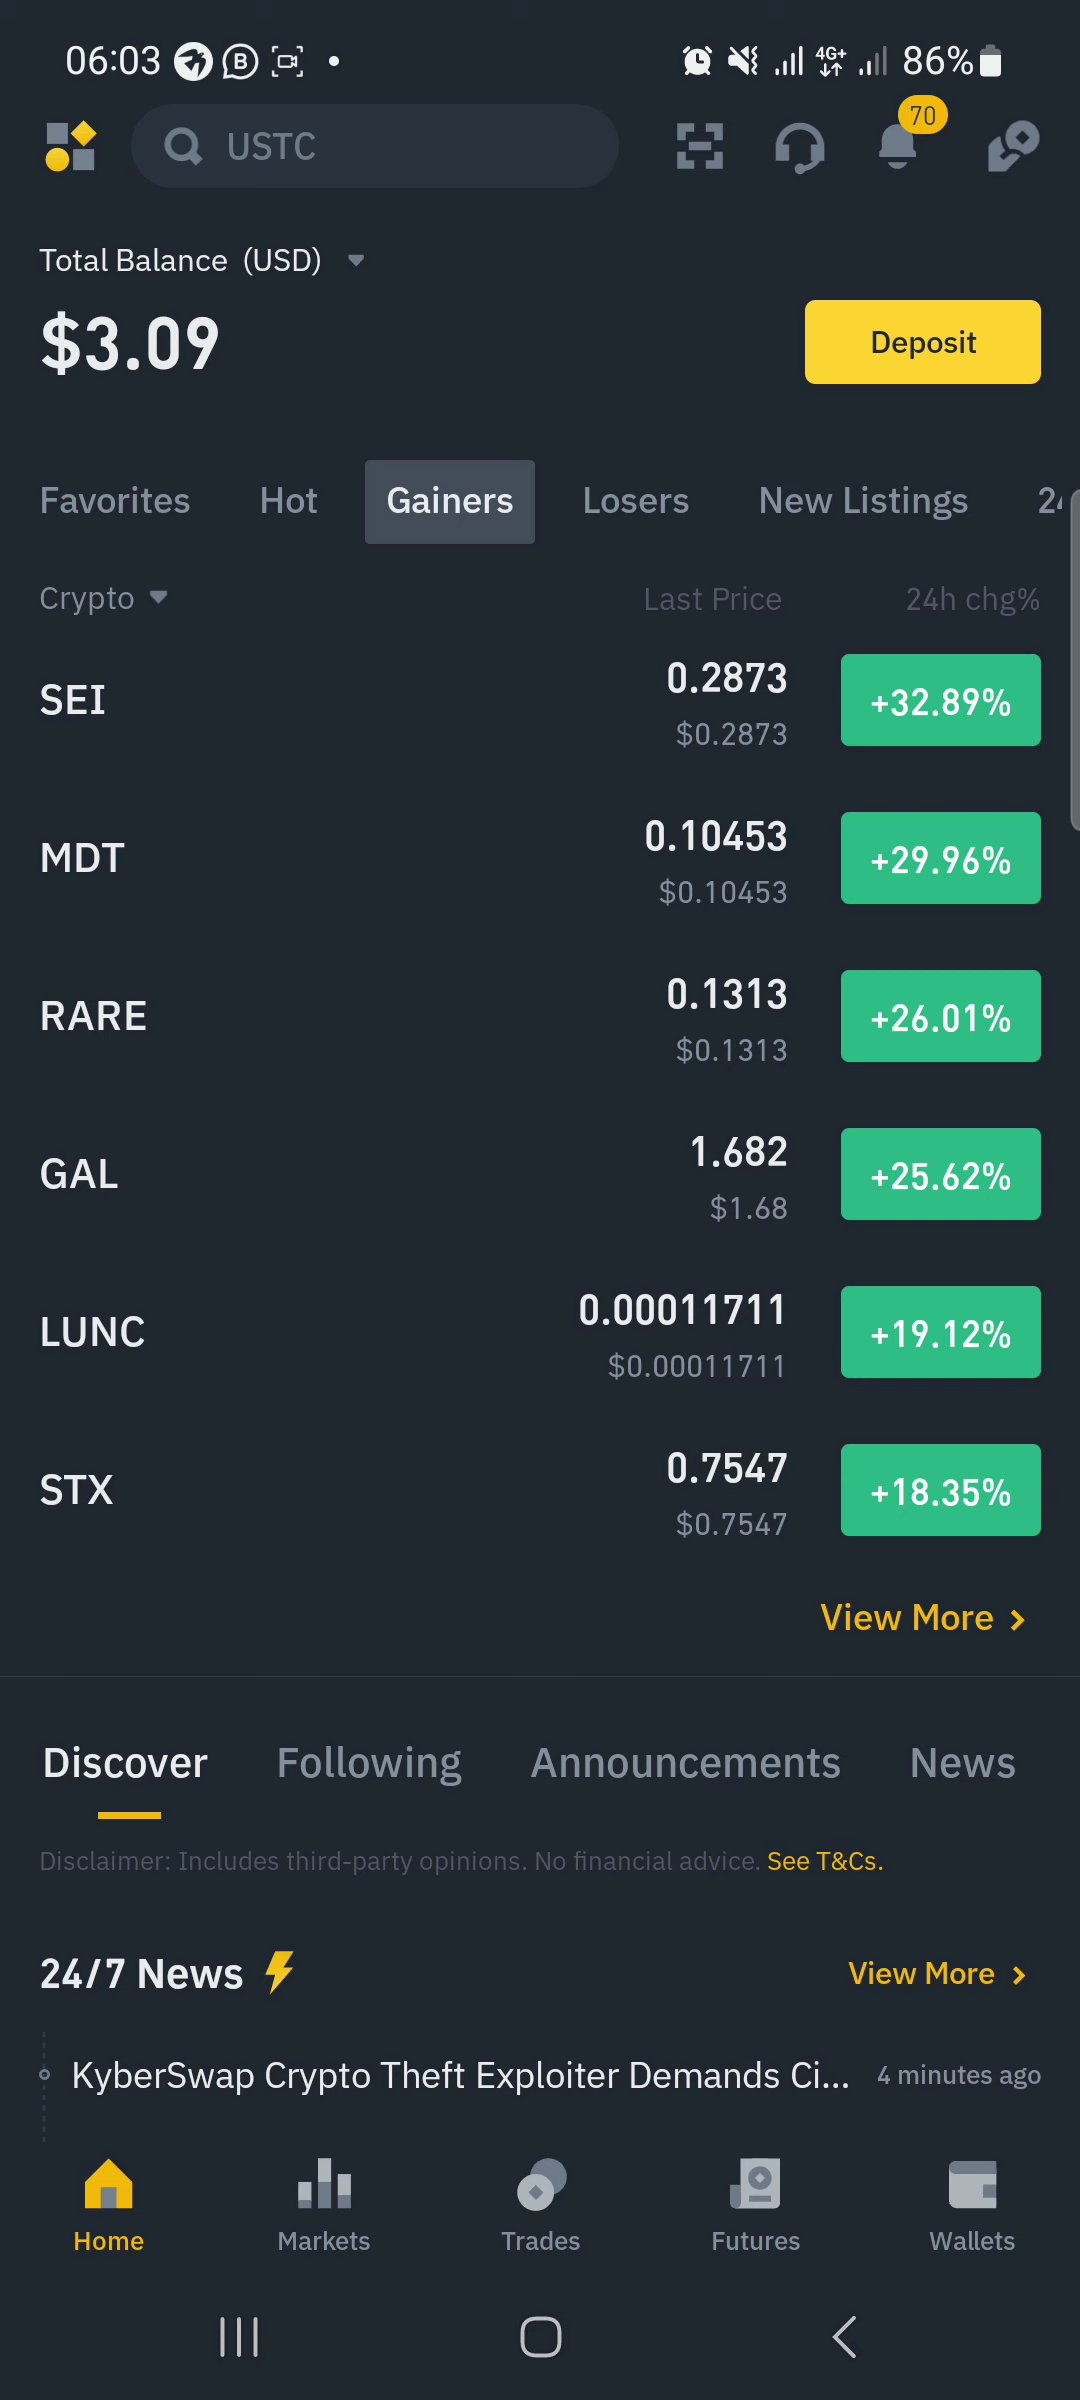 06:03
4G+
86%
USTC
70
Total Balance (USD)
$3.09
Deposit
Favorites Hot Gainers Losers New Listings 24
Crypto Last Price 24h chg%
SEI 0.2873 +32.89%
$0.2873
MDT 0.10453 +29.96%
$0.10453
RARE 0.1313 +26.01%
$0.1313
GAL 1.682 +25.62%
$1.68
LUNC 0.00011711 +19.12%
$0.00011711
STX 0.7547 +18.35%
$0.7547
View More
Discover Following Announcements News
Disclaimer: Includes third-party opinions. No financial advice. See T&Cs.
24/7 News View More
KyberSwap Crypto Theft Exploiter Demands Ci... 4 minutes ago
Home Markets Trades Futures Wallets